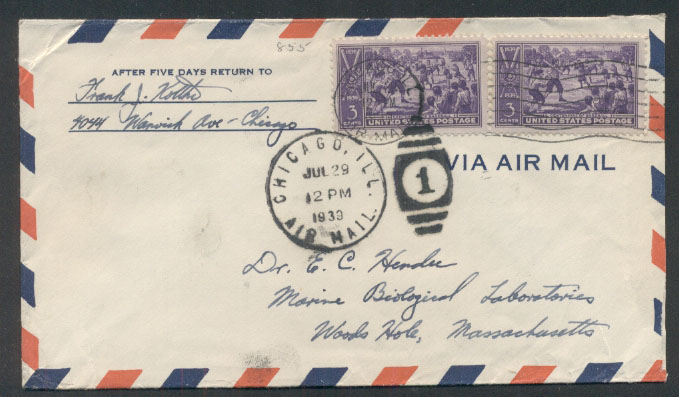 855
AFTER FIVE DAYS RETURN TO
Frank J.
4044 Warwick Ave - Chicago
3 CENTS
UNITED STATES POSTAGE
3 CENTS
UNITED STATES POSTAGE
VIA AIR MAIL
CHICAGO, ILL.
JUL 29
12 PM
1939
AIR MAIL
1
Dr. E. C. Hendee
Marine Biological Laboratories
Woods Hole, Massachusetts